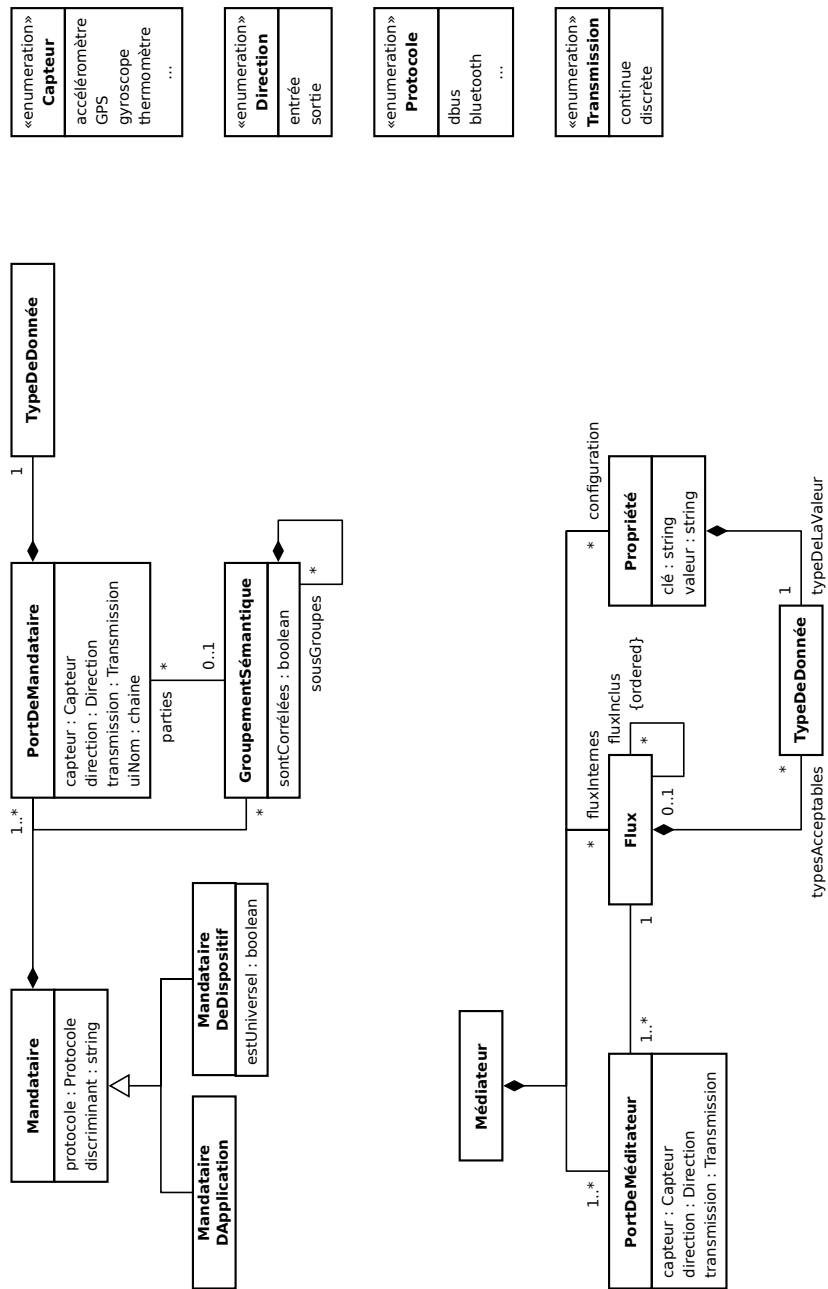 Mandataire
protocole : Protocole
discriminant : string
Mandataire
DApplication
Mandataire
DeDispositif
estUniversel : boolean
1..*
PortDeMandataire
capteur : Capteur
direction : Direction
transmission : Transmission
uiNom : chaine
1
TypeDeDonnée
parties
*
0..1
*
GroupementSémantique
sontCorrélées : boolean
*
sousGroupes
«enumeration»
Capteur
accéléromètre
GPS
gyroscope
thermomètre
...
«enumeration»
Direction
entrée
sortie
«enumeration»
Protocole
dbus
bluetooth
...
«enumeration»
Transmission
continue
discrète
Médiateur
1..*
PortDeMéditateur
capteur : Capteur
direction : Direction
transmission : Transmission
1..*
1
*
fluxInternes
Flux
fluxInclus
{ordered}
*
0..1
*
configuration
Propriété
clé : string
valeur : string
*
typesAcceptables
1
typeDeLaValeur
TypeDeDonnée